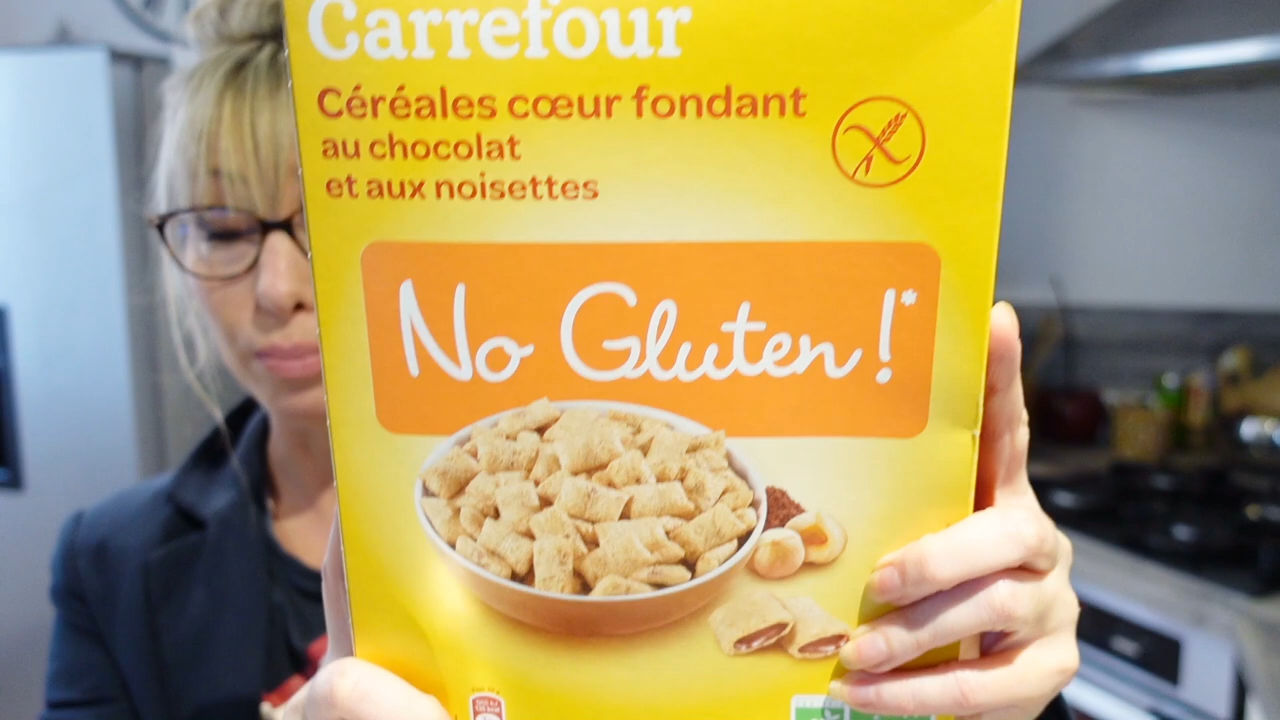 Carrefour
Céréales cœur fondant
au chocolat
et aux noisettes
No Gluten !*